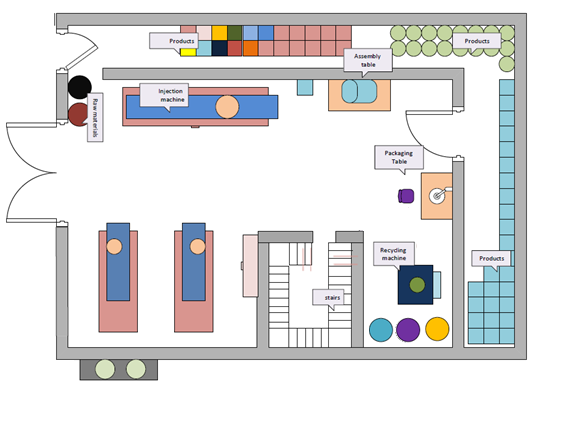 Products
Products
Assembly
table
Injection
machine
Raw materials
Packaging
Table
Recycling
machine
Products
stairs